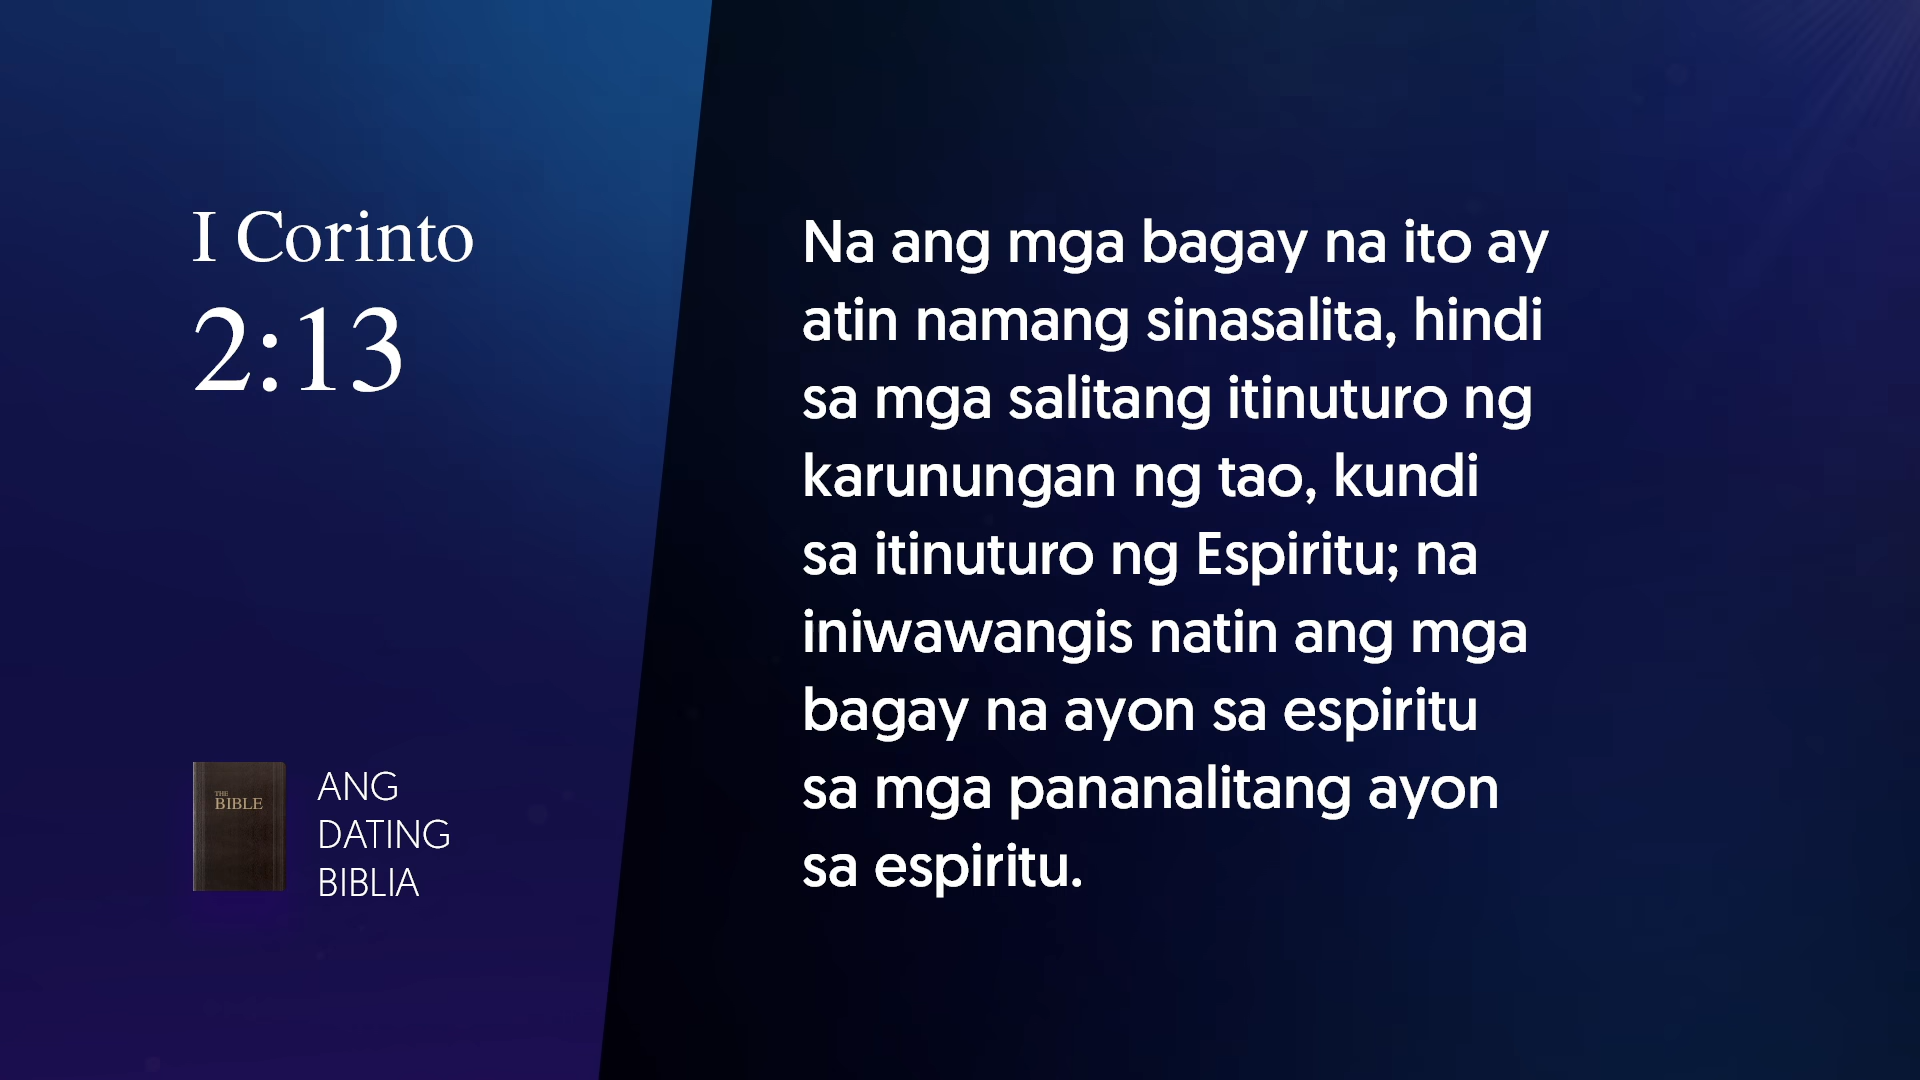 I Corinto
2:13
Na ang mga bagay na ito ay
atin namang sinasalita, hindi
sa mga salitang itinuturo ng
karunungan ng tao, kundi
sa itinuturo ng Espiritu; na
iniwawangis natin ang mga
bagay na ayon sa espiritu
sa mga pananalitang ayon
sa espiritu.
THE
BIBLE
ANG
DATING
BIBLIA